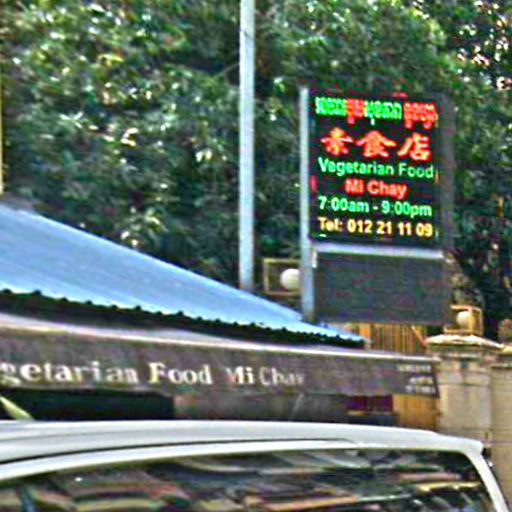 素食店
Vegetarian Food
Mi Chay
7:00am - 9:00pm
Tel: 012 21 11 09
getarian Food Mi Chay